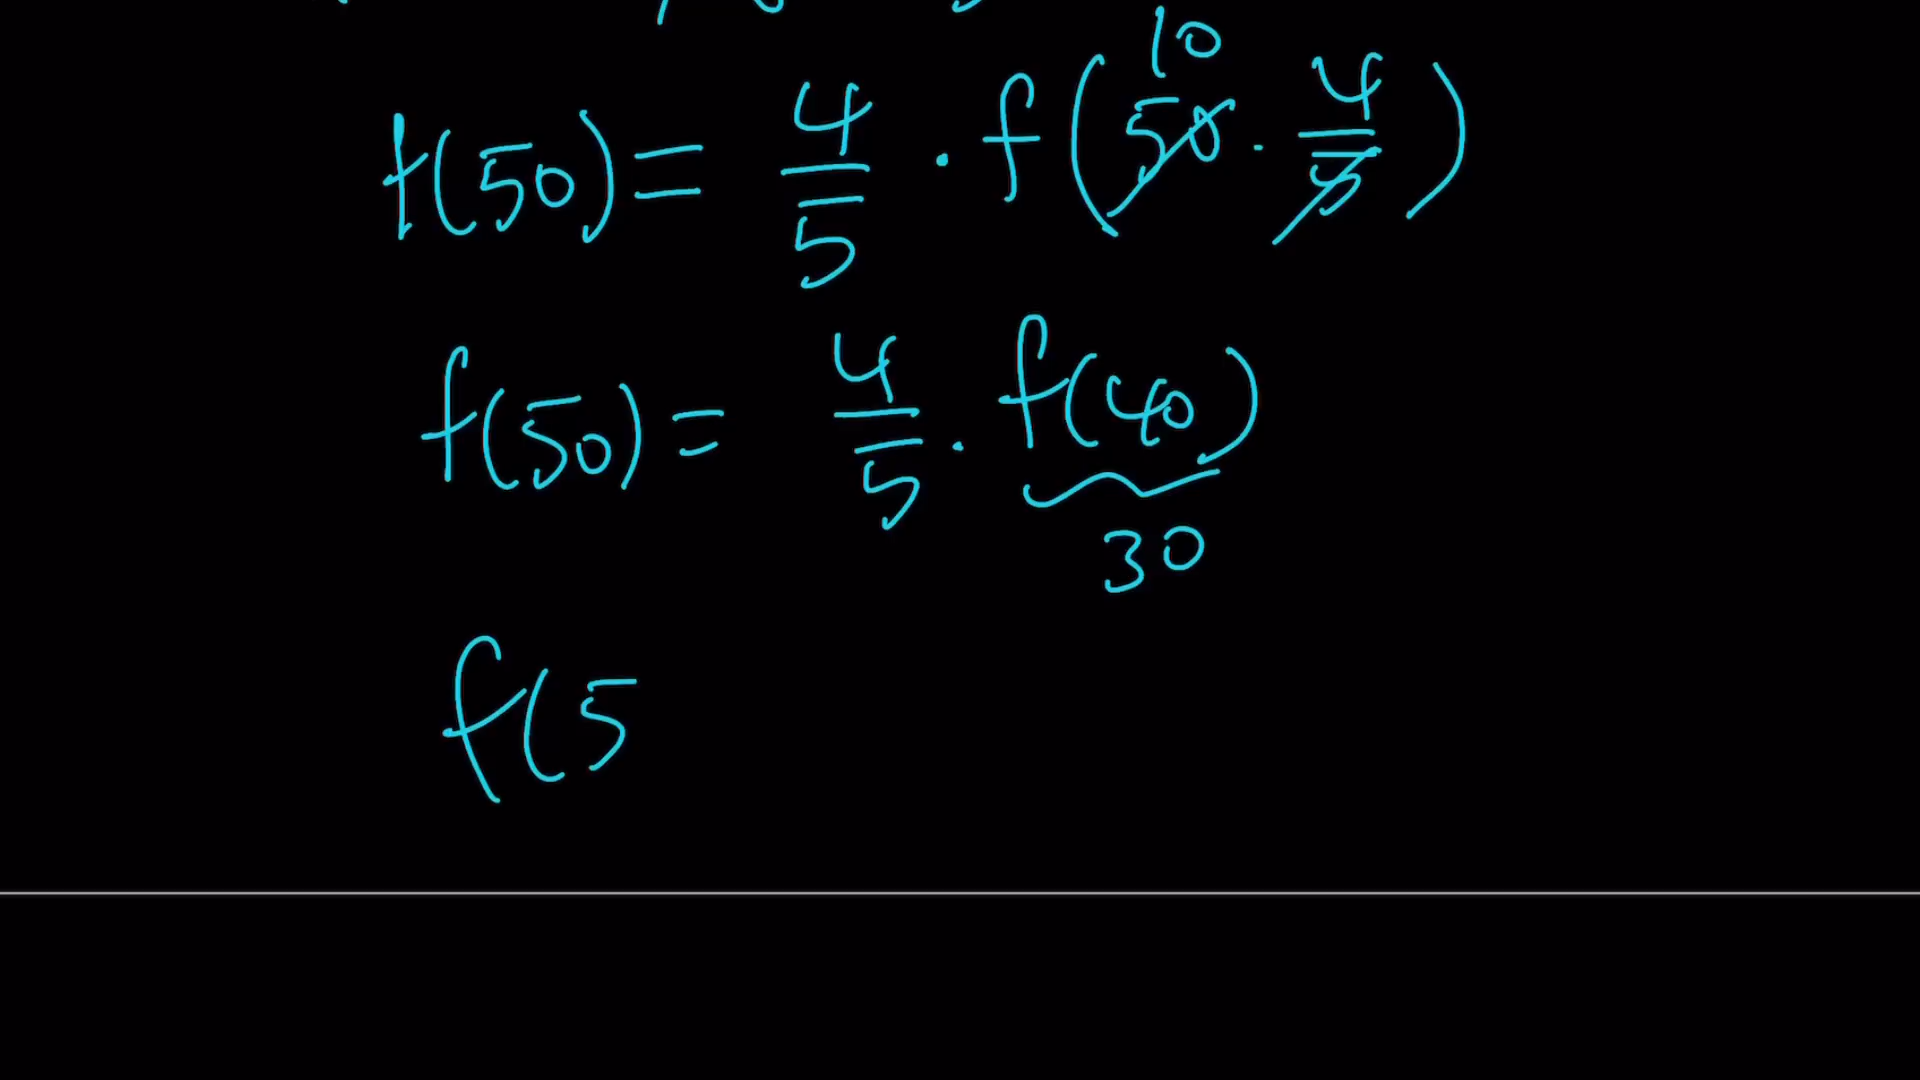 10
f(50) = 4/5 · f(50 · 4/5)
f(50) = 4/5 · f(40)
30
f(5